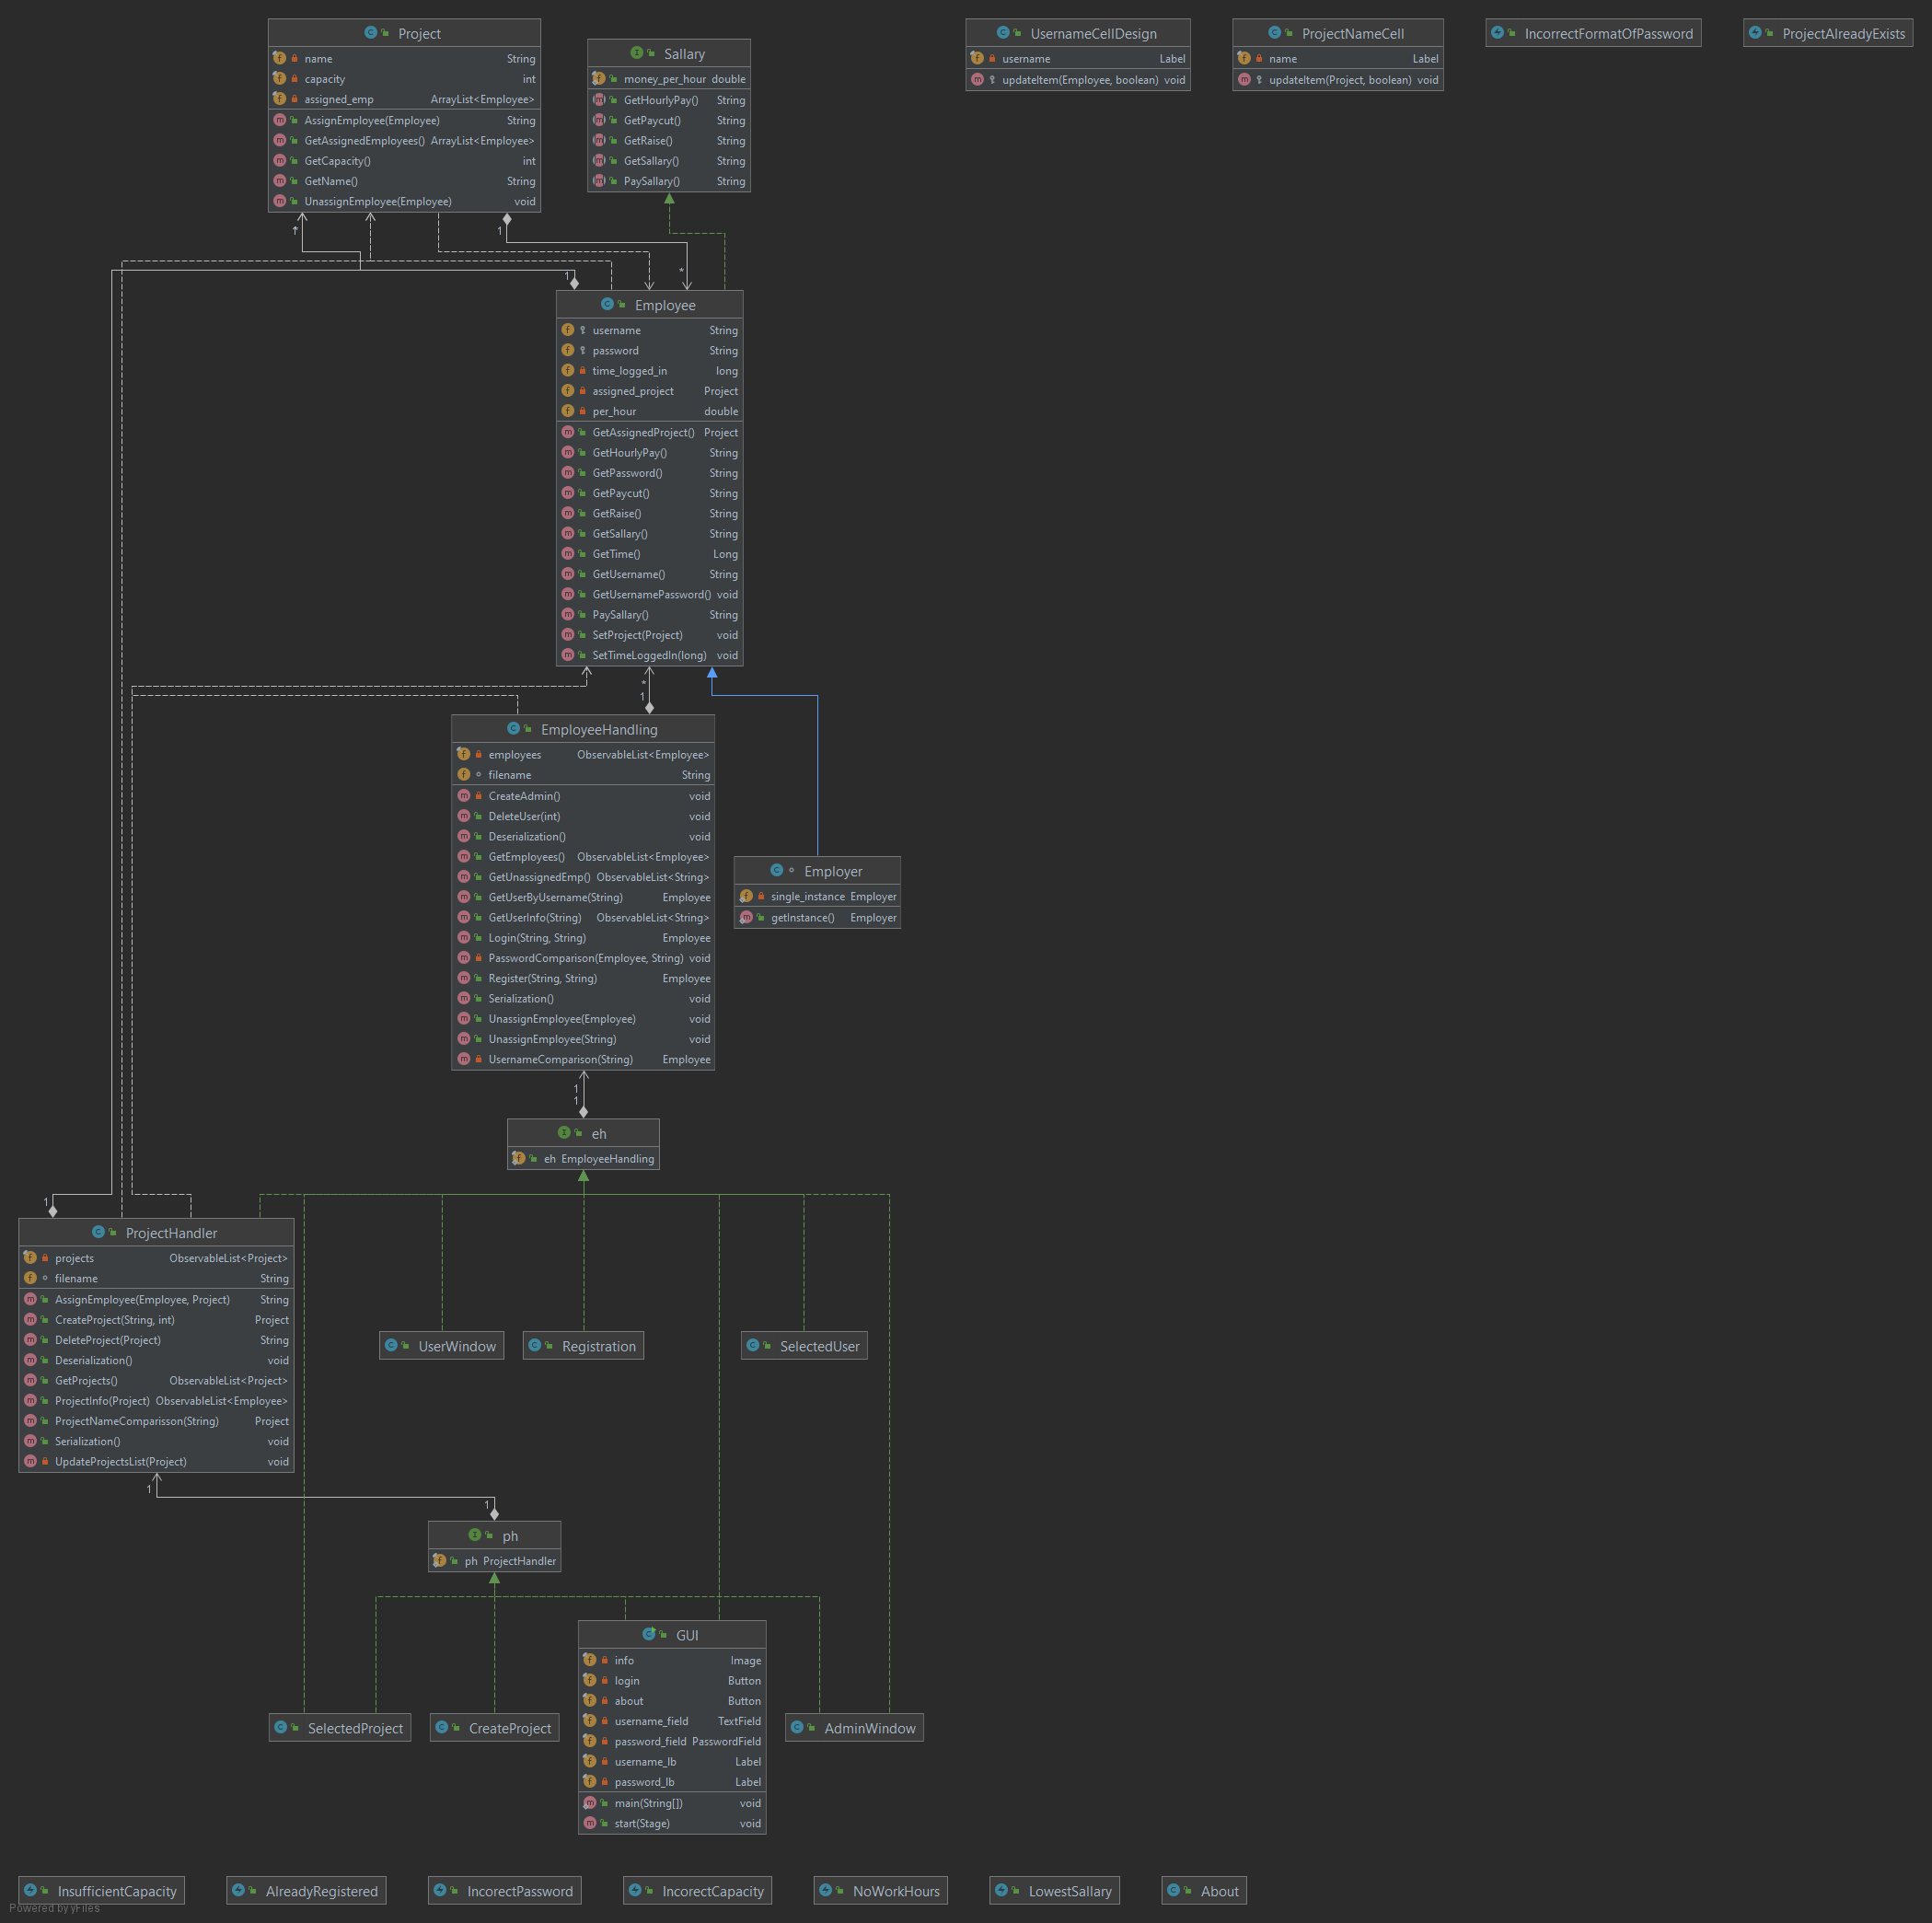 Project
name String
capacity int
assigned_emp ArrayList<Employee>
AssignEmployee(Employee) String
GetAssignedEmployees() ArrayList<Employee>
GetCapacity() int
GetName() String
UnassignEmployee(Employee) void
Sallary
money_per_hour double
GetHourlyPay() String
GetPaycut() String
GetRaise() String
GetSallary() String
PaySallary() String
UsernameCellDesign
username Label
updateItem(Employee, boolean) void
ProjectNameCell
name Label
updateItem(Project, boolean) void
IncorrectFormatOfPassword
ProjectAlreadyExists
1
*
1
*
Employee
username String
password String
time_logged_in long
assigned_project Project
per_hour double
GetAssignedProject() Project
GetHourlyPay() String
GetPassword() String
GetPaycut() String
GetRaise() String
GetSallary() String
GetTime() Long
GetUsername() String
GetUsernamePassword() void
PaySallary() String
SetProject(Project) void
SetTimeLoggedIn(long) void
*
1
EmployeeHandling
employees ObservableList<Employee>
filename String
CreateAdmin() void
DeleteUser(int) void
Deserialization() void
GetEmployees() ObservableList<Employee>
GetUnassignedEmp() ObservableList<String>
GetUserByUsername(String) Employee
GetUserInfo(String) ObservableList<String>
Login(String, String) Employee
PasswordComparison(Employee, String) void
Register(String, String) Employee
Serialization() void
UnassignEmployee(Employee) void
UnassignEmployee(String) void
UsernameComparison(String) Employee
Employer
single_instance Employer
getInstance() Employer
1
1
eh
eh EmployeeHandling
1
ProjectHandler
projects ObservableList<Project>
filename String
AssignEmployee(Employee, Project) String
CreateProject(String, int) Project
DeleteProject(Project) String
Deserialization() void
GetProjects() ObservableList<Project>
ProjectInfo(Project) ObservableList<Employee>
ProjectNameComparisson(String) Project
Serialization() void
UpdateProjectsList(Project) void
UserWindow
Registration
SelectedUser
1
1
ph
ph ProjectHandler
GUI
info Image
login Button
about Button
username_field TextField
password_field PasswordField
username_lb Label
password_lb Label
main(String[]) void
start(Stage) void
SelectedProject
CreateProject
AdminWindow
InsufficientCapacity
AlreadyRegistered
IncorectPassword
IncorectCapacity
NoWorkHours
LowestSallary
About
Powered by yFiles